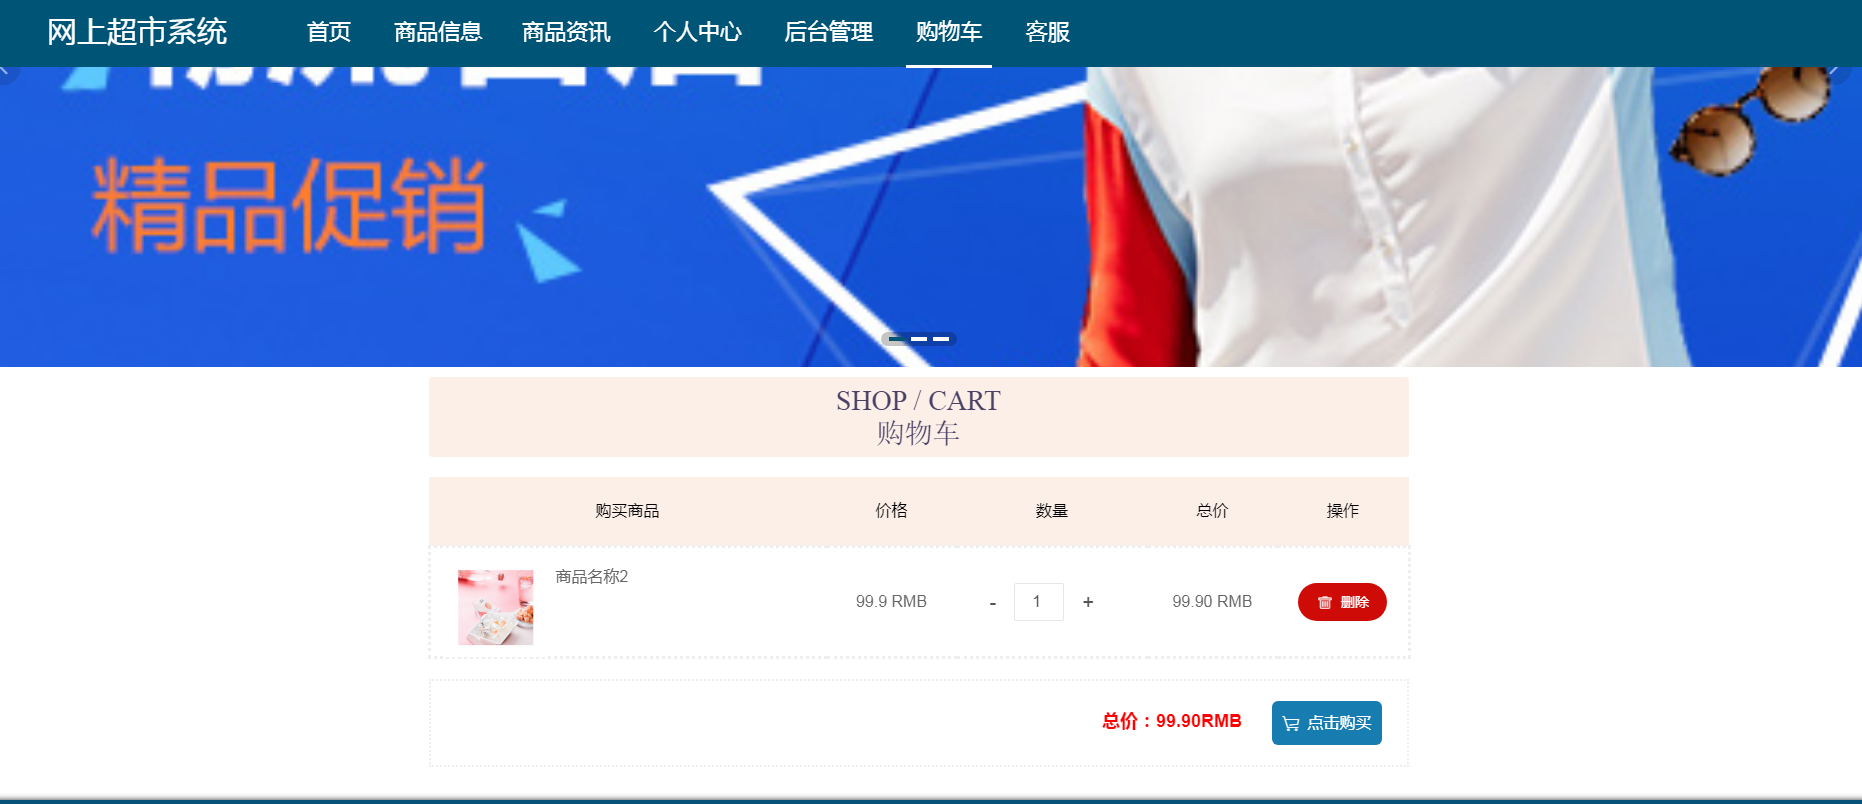 网上超市系统 首页 商品信息 商品资讯 个人中心 后台管理 购物车 客服
精品促销
SHOP / CART
购物车
购买商品 价格 数量 总价 操作
商品名称2
99.9 RMB - 1 + 99.90 RMB 删除
总价：99.90RMB 点击购买